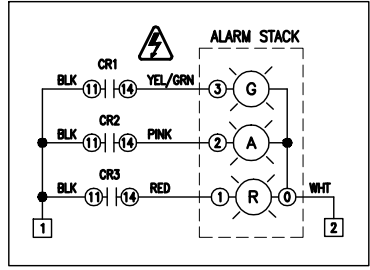 ALARM STACK
CR1
BLK 11 14 YEL/GRN 3 G
CR2
BLK 11 14 PINK 2 A
CR3
BLK 11 14 RED 1 R 0 WHT
1 2